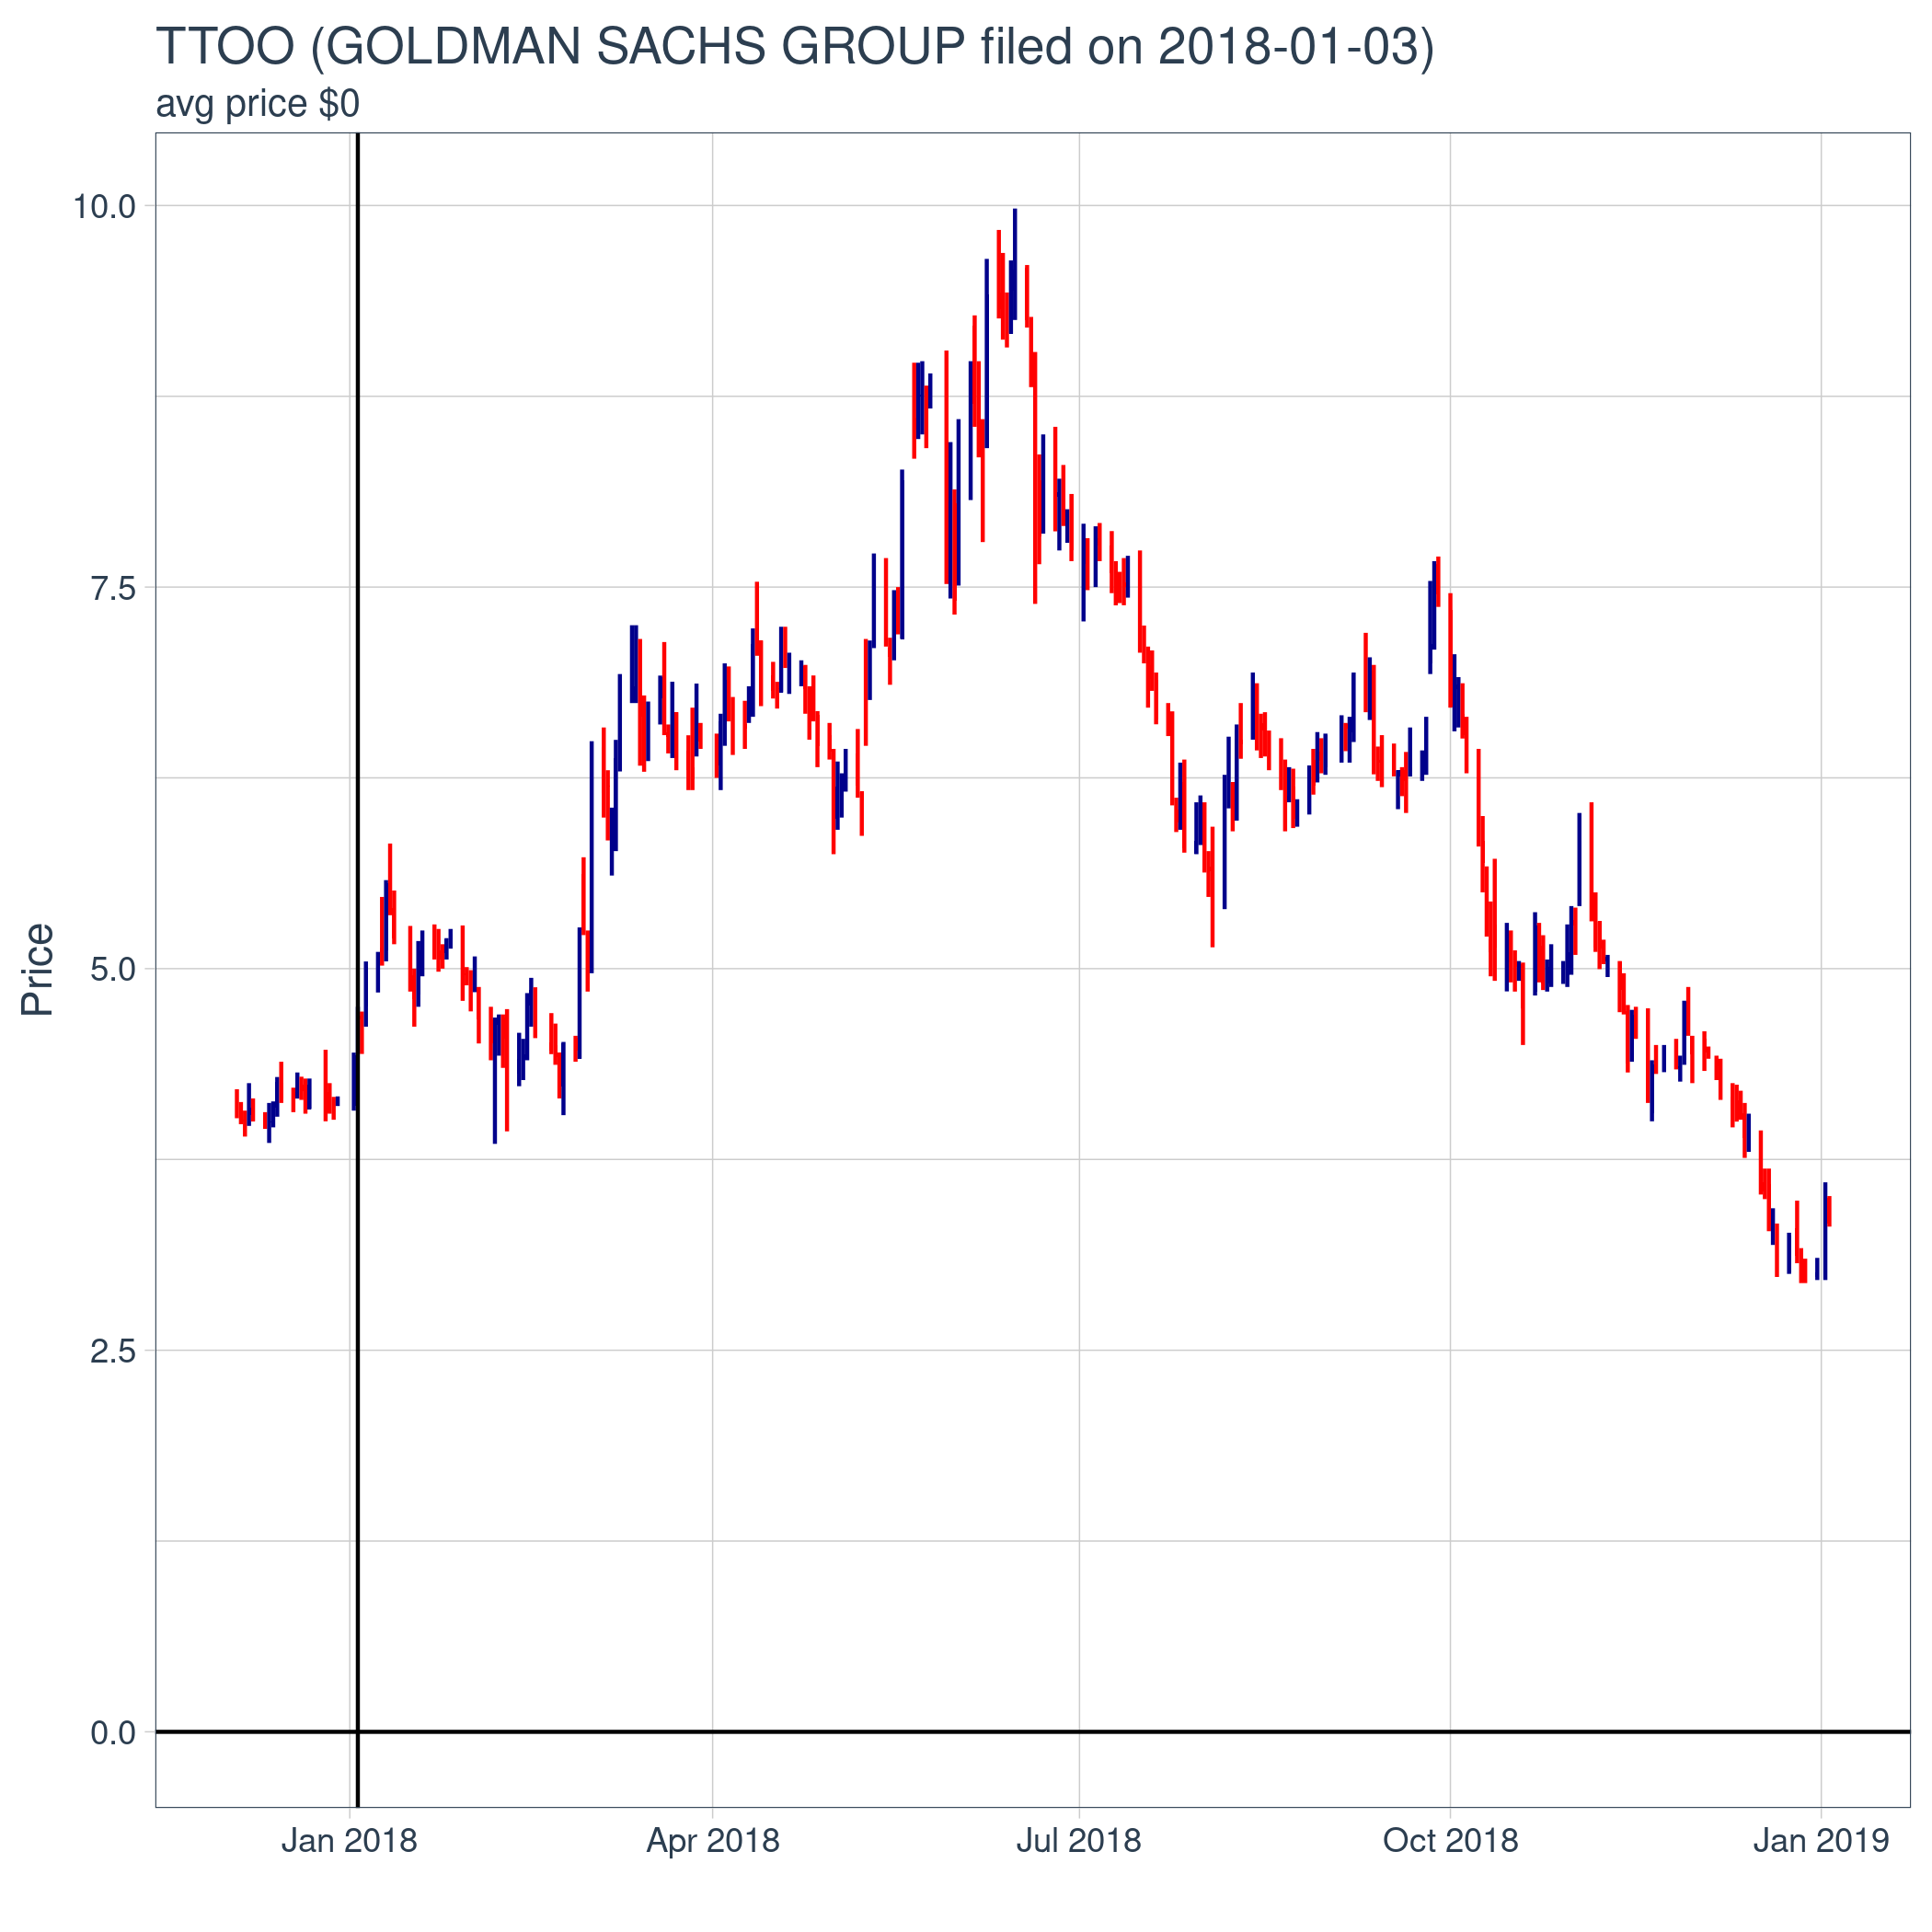 TTOO (GOLDMAN SACHS GROUP filed on 2018-01-03)
avg price $0
10.0
7.5
5.0
2.5
0.0
Price
Jan 2018 Apr 2018 Jul 2018 Oct 2018 Jan 2019